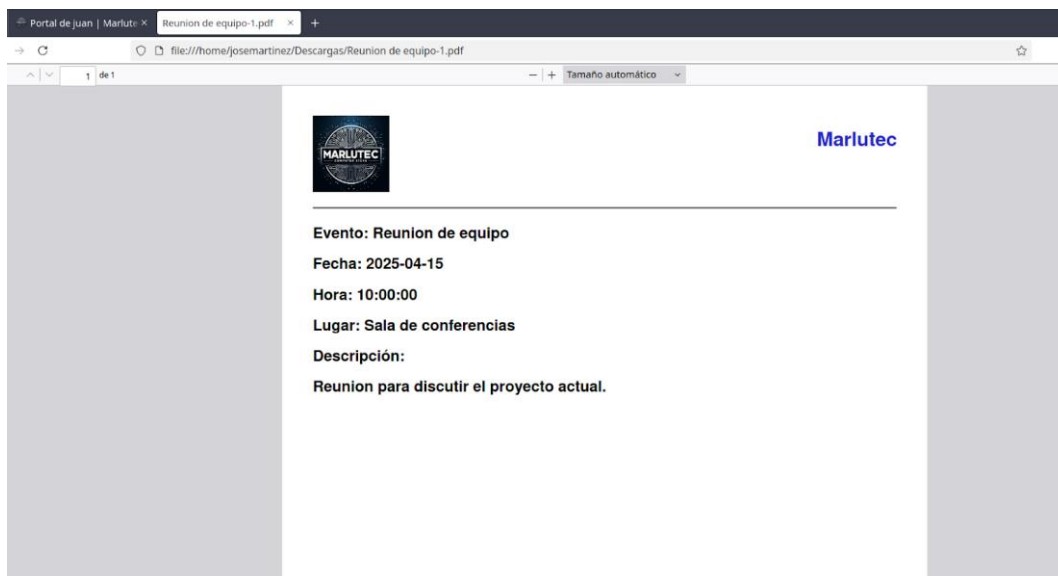 Portal de juan | Marlute
Reunion de equipo-1.pdf
file:///home/josemartinez/Descargas/Reunion de equipo-1.pdf
1 de 1
Tamaño automático
MARLUTEC
Marlutec
Evento: Reunion de equipo
Fecha: 2025-04-15
Hora: 10:00:00
Lugar: Sala de conferencias
Descripción:
Reunion para discutir el proyecto actual.